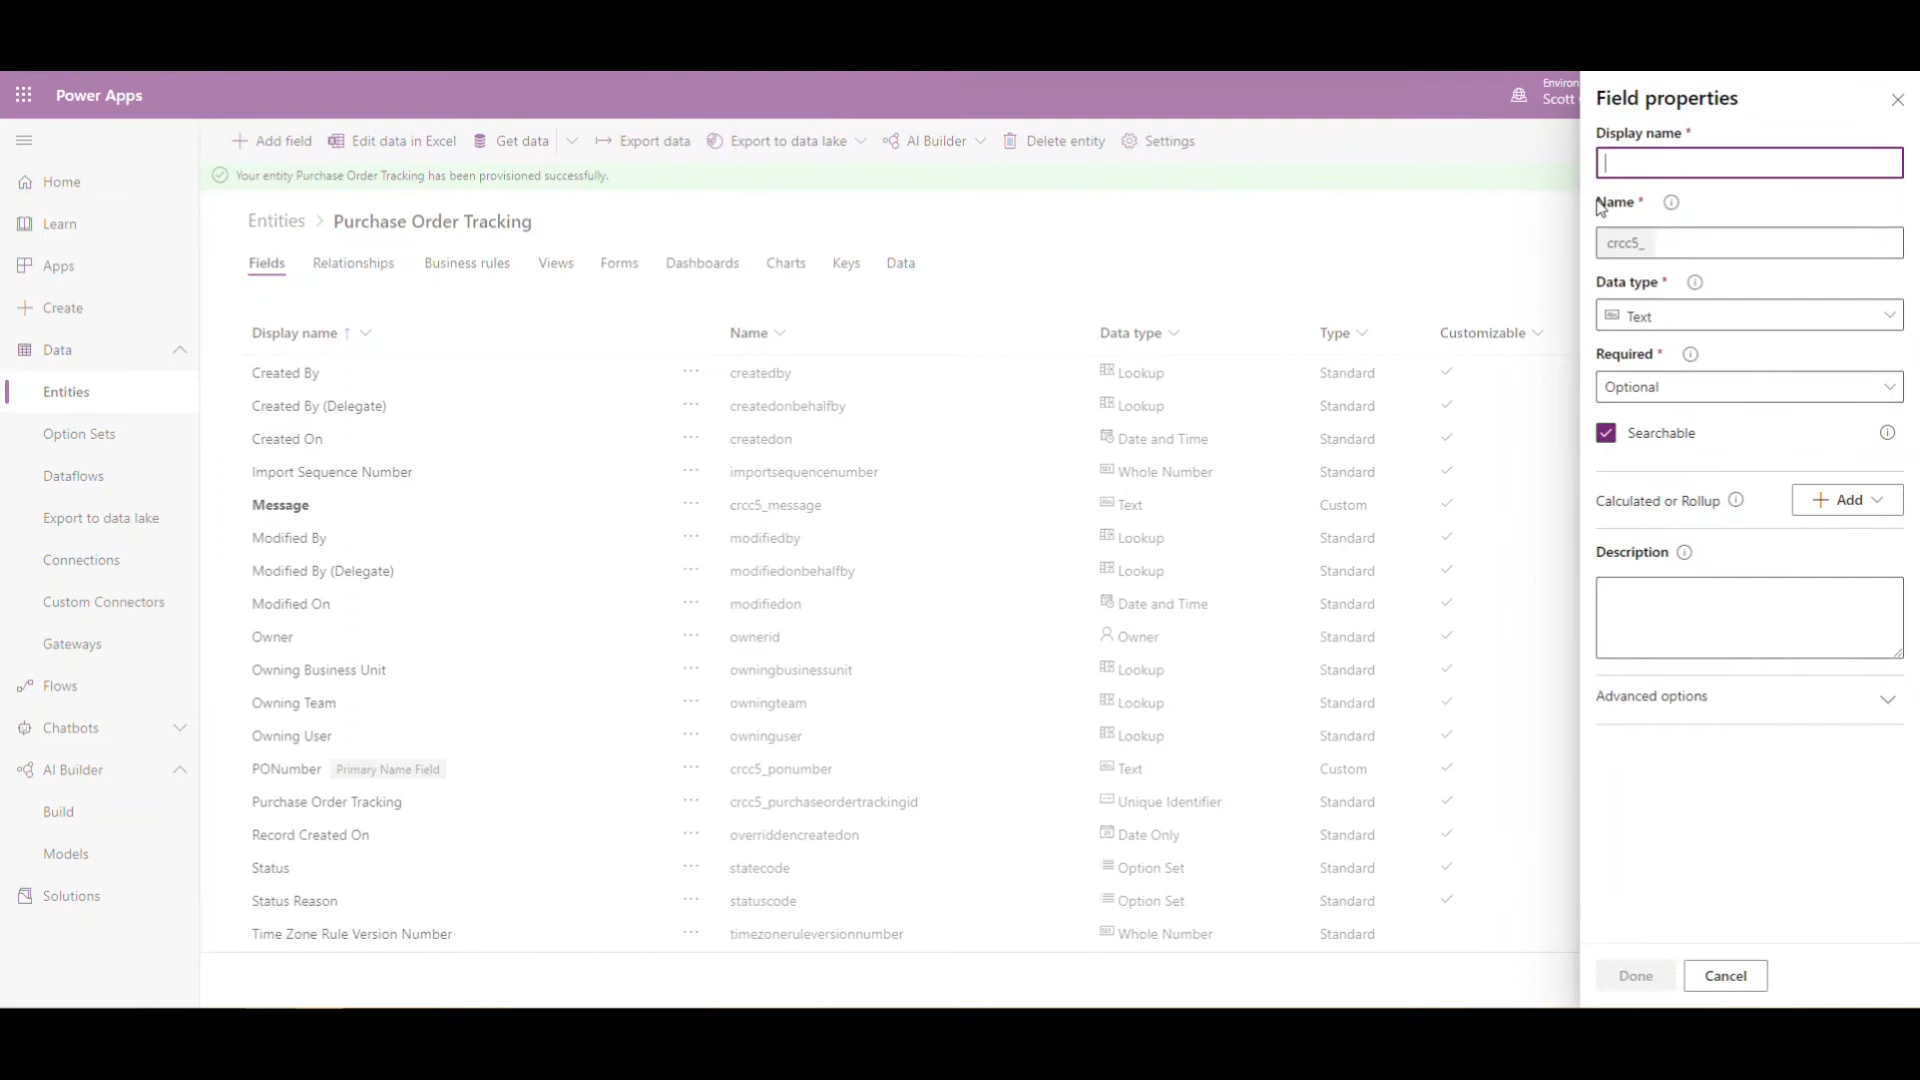 Power Apps
Environ
Scott
Home
Learn
Apps
Create
Data
Entities
Option Sets
Dataflows
Export to data lake
Connections
Custom Connectors
Gateways
Flows
Chatbots
AI Builder
Build
Models
Solutions
Add field Edit data in Excel Get data Export data Export to data lake AI Builder Delete entity Settings
Your entity Purchase Order Tracking has been provisioned successfully.
Entities > Purchase Order Tracking
Fields Relationships Business rules Views Forms Dashboards Charts Keys Data
Display name ↑ Name Data type Type Customizable
Created By ··· createdby Lookup Standard ✓
Created By (Delegate) ··· createdonbehalfby Lookup Standard ✓
Created On ··· createdon Date and Time Standard ✓
Import Sequence Number ··· importsequencenumber Whole Number Standard ✓
Message ··· crcc5_message Text Custom ✓
Modified By ··· modifiedby Lookup Standard ✓
Modified By (Delegate) ··· modifiedonbehalfby Lookup Standard ✓
Modified On ··· modifiedon Date and Time Standard ✓
Owner ··· ownerid Owner Standard ✓
Owning Business Unit ··· owningbusinessunit Lookup Standard ✓
Owning Team ··· owningteam Lookup Standard ✓
Owning User ··· owninguser Lookup Standard ✓
PONumber Primary Name Field ··· crcc5_ponumber Text Custom ✓
Purchase Order Tracking ··· crcc5_purchaseordertrackingid Unique Identifier Standard ✓
Record Created On ··· overriddencreatedon Date Only Standard ✓
Status ··· statecode Option Set Standard ✓
Status Reason ··· statuscode Option Set Standard ✓
Time Zone Rule Version Number ··· timezoneruleversionnumber Whole Number Standard
Field properties
Display name *
Name *
crcc5_
Data type *
Text
Required *
Optional
Searchable
Calculated or Rollup + Add
Description
Advanced options
Done Cancel